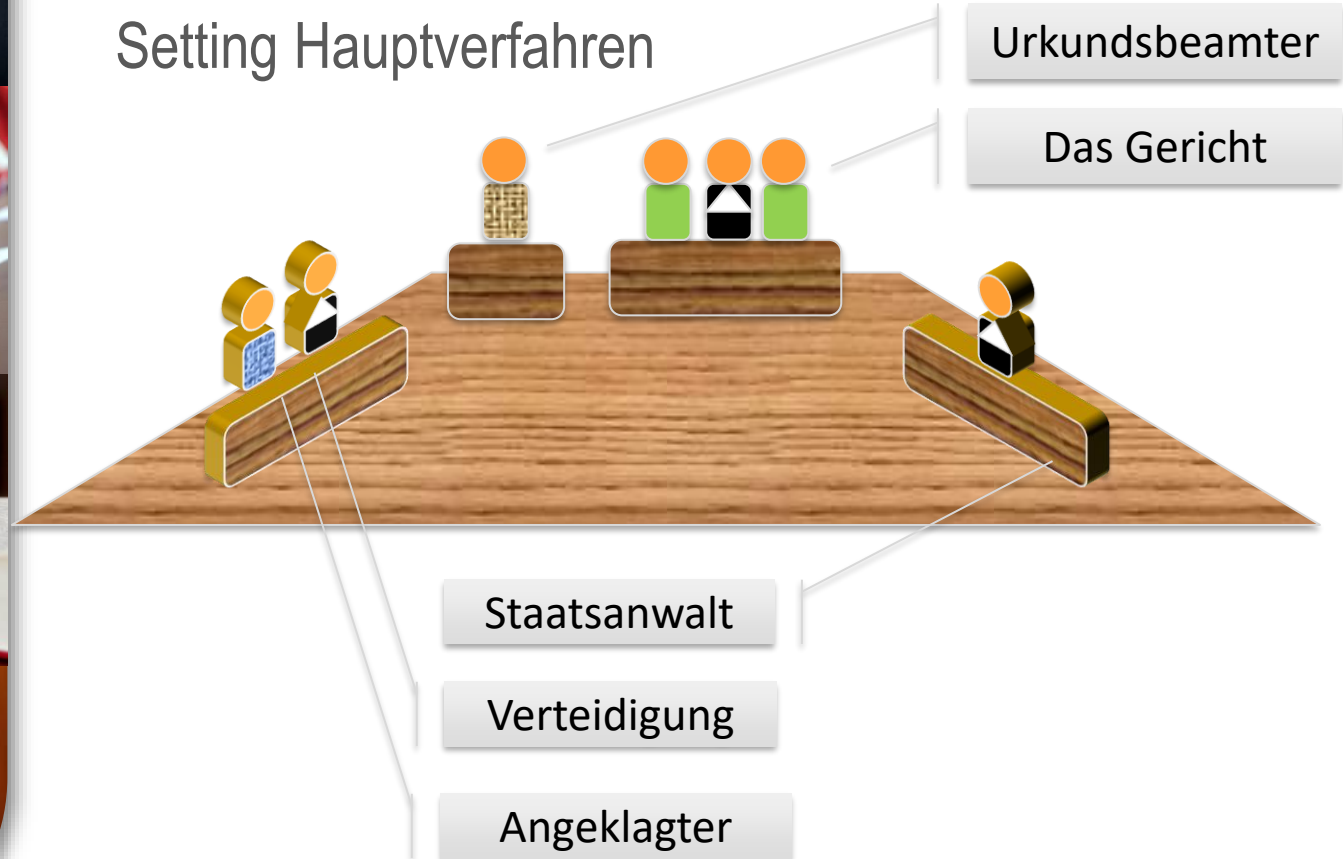 Setting Hauptverfahren
Urkundsbeamter
Das Gericht
Staatsanwalt
Verteidigung
Angeklagter